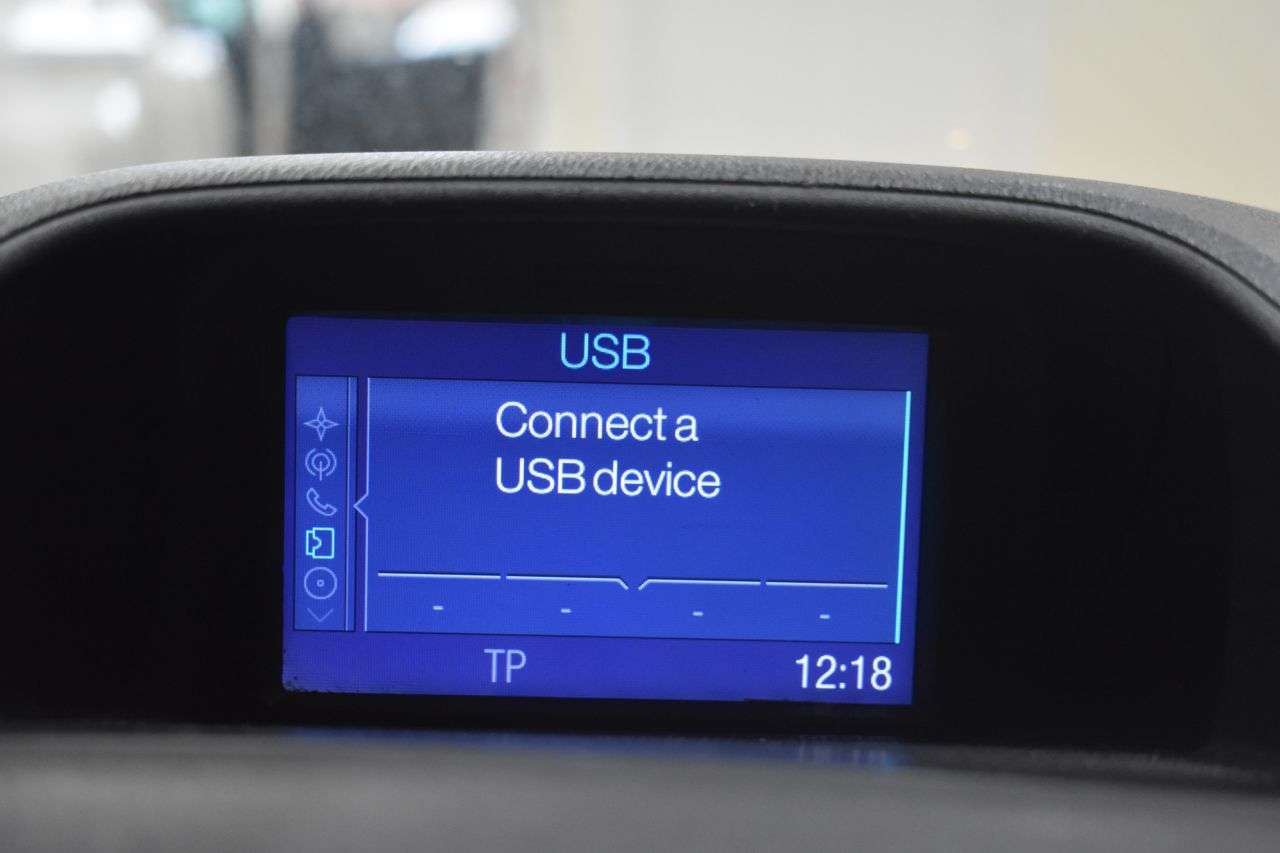 USB
Connect a
USB device
- - - -
TP 12:18